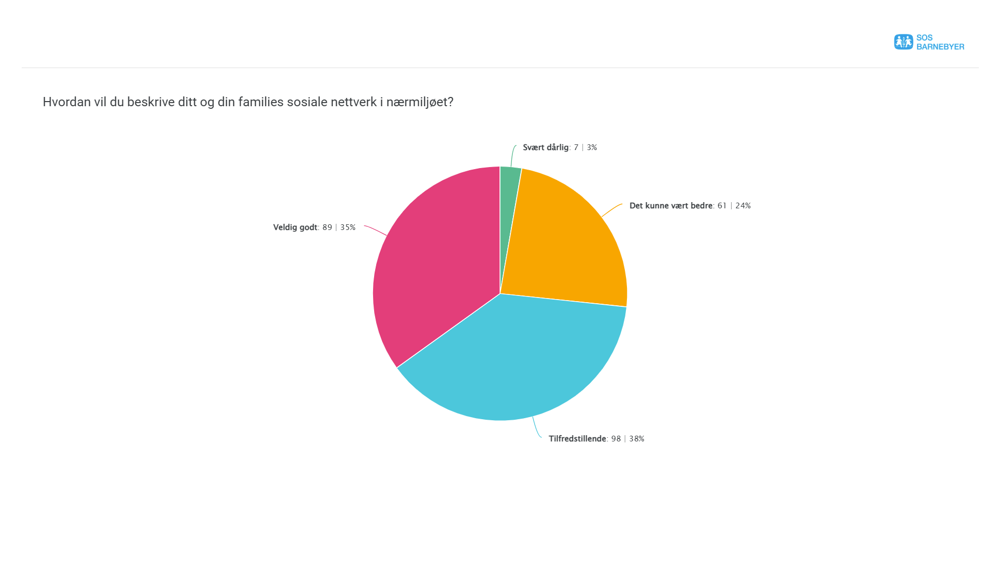 SOS
BARNEBYER
Hvordan vil du beskrive ditt og din families sosiale nettverk i nærmiljøet?
Svært dårlig: 7 | 3%
Det kunne vært bedre: 61 | 24%
Veldig godt: 89 | 35%
Tilfredstillende: 98 | 38%